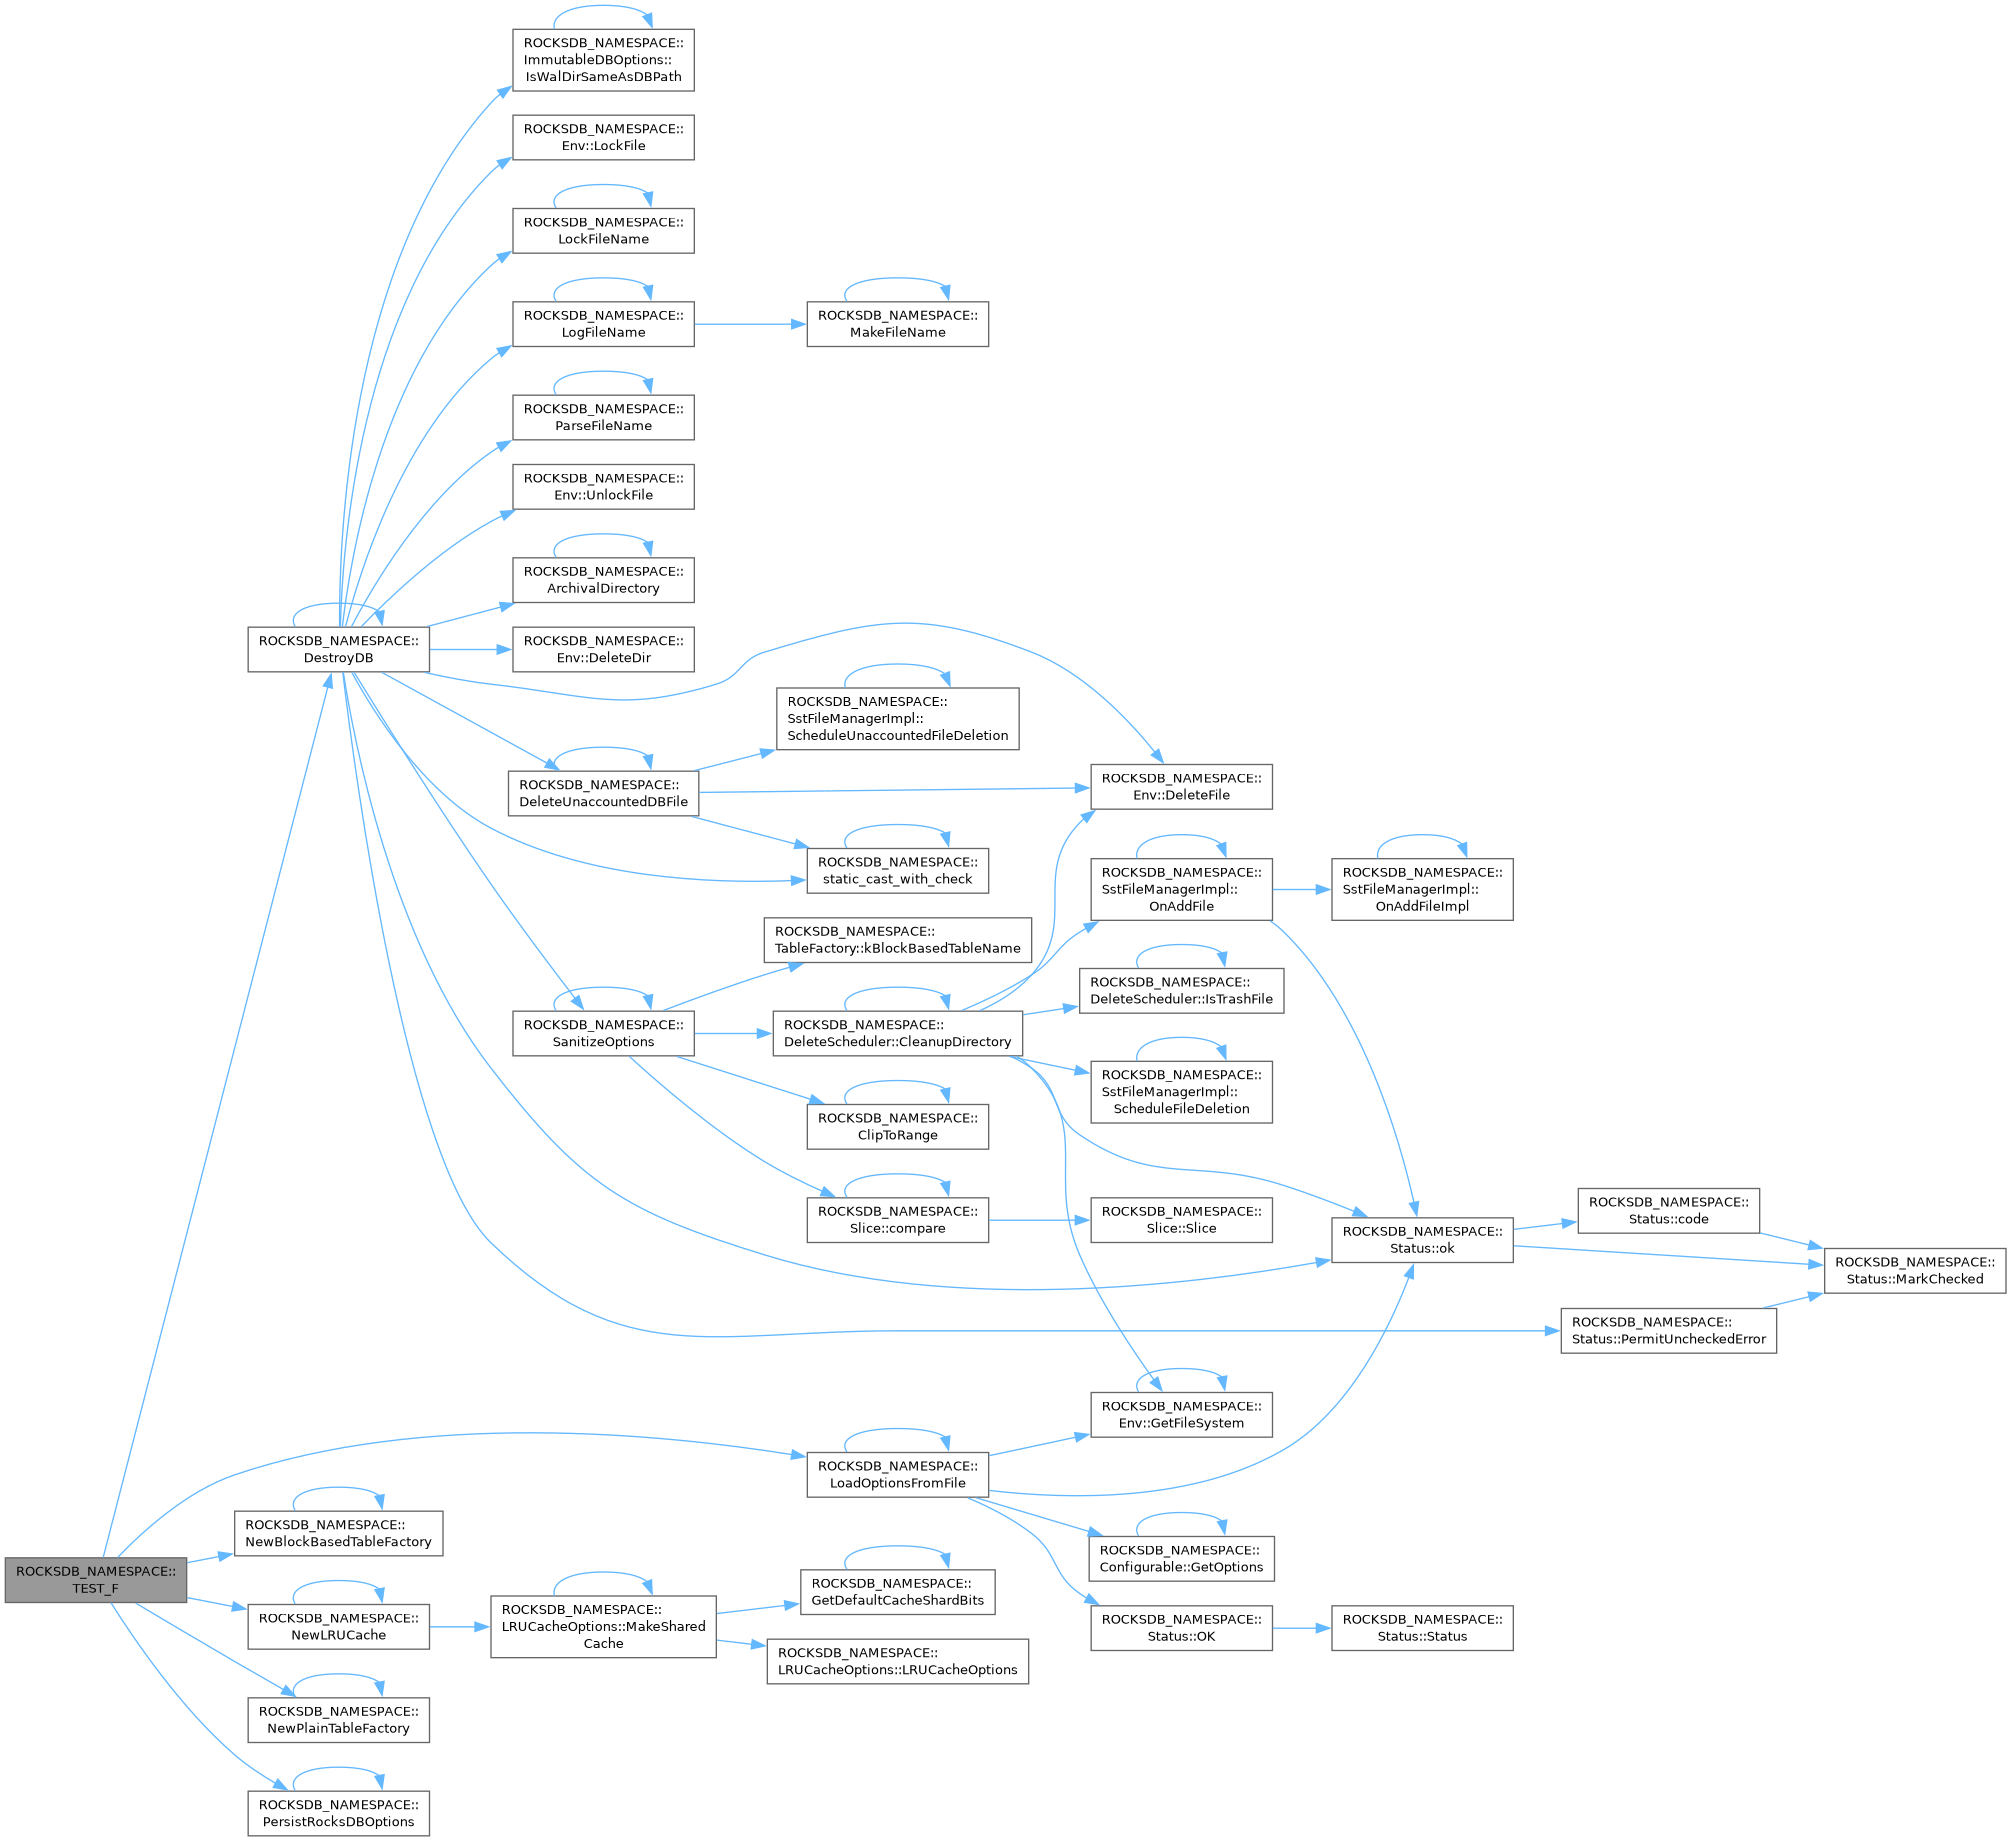 ROCKSDB_NAMESPACE::
ImmutableDBOptions::
IsWalDirSameAsDBPath
ROCKSDB_NAMESPACE::
Env::LockFile
ROCKSDB_NAMESPACE::
LockFileName
ROCKSDB_NAMESPACE::
LogFileName
ROCKSDB_NAMESPACE::
MakeFileName
ROCKSDB_NAMESPACE::
ParseFileName
ROCKSDB_NAMESPACE::
Env::UnlockFile
ROCKSDB_NAMESPACE::
ArchivalDirectory
ROCKSDB_NAMESPACE::
DestroyDB
ROCKSDB_NAMESPACE::
Env::DeleteDir
ROCKSDB_NAMESPACE::
SstFileManagerImpl::
ScheduleUnaccountedFileDeletion
ROCKSDB_NAMESPACE::
DeleteUnaccountedDBFile
ROCKSDB_NAMESPACE::
Env::DeleteFile
ROCKSDB_NAMESPACE::
static_cast_with_check
ROCKSDB_NAMESPACE::
SstFileManagerImpl::
OnAddFile
ROCKSDB_NAMESPACE::
SstFileManagerImpl::
OnAddFileImpl
ROCKSDB_NAMESPACE::
TableFactory::kBlockBasedTableName
ROCKSDB_NAMESPACE::
DeleteScheduler::IsTrashFile
ROCKSDB_NAMESPACE::
SanitizeOptions
ROCKSDB_NAMESPACE::
DeleteScheduler::CleanupDirectory
ROCKSDB_NAMESPACE::
SstFileManagerImpl::
ScheduleFileDeletion
ROCKSDB_NAMESPACE::
ClipToRange
ROCKSDB_NAMESPACE::
Slice::compare
ROCKSDB_NAMESPACE::
Slice::Slice
ROCKSDB_NAMESPACE::
Status::ok
ROCKSDB_NAMESPACE::
Status::code
ROCKSDB_NAMESPACE::
Status::MarkChecked
ROCKSDB_NAMESPACE::
Status::PermitUncheckedError
ROCKSDB_NAMESPACE::
Env::GetFileSystem
ROCKSDB_NAMESPACE::
LoadOptionsFromFile
ROCKSDB_NAMESPACE::
NewBlockBasedTableFactory
ROCKSDB_NAMESPACE::
Configurable::GetOptions
ROCKSDB_NAMESPACE::
TEST_F
ROCKSDB_NAMESPACE::
NewLRUCache
ROCKSDB_NAMESPACE::
LRUCacheOptions::MakeShared
Cache
ROCKSDB_NAMESPACE::
GetDefaultCacheShardBits
ROCKSDB_NAMESPACE::
LRUCacheOptions::LRUCacheOptions
ROCKSDB_NAMESPACE::
Status::OK
ROCKSDB_NAMESPACE::
Status::Status
ROCKSDB_NAMESPACE::
NewPlainTableFactory
ROCKSDB_NAMESPACE::
PersistRocksDBOptions